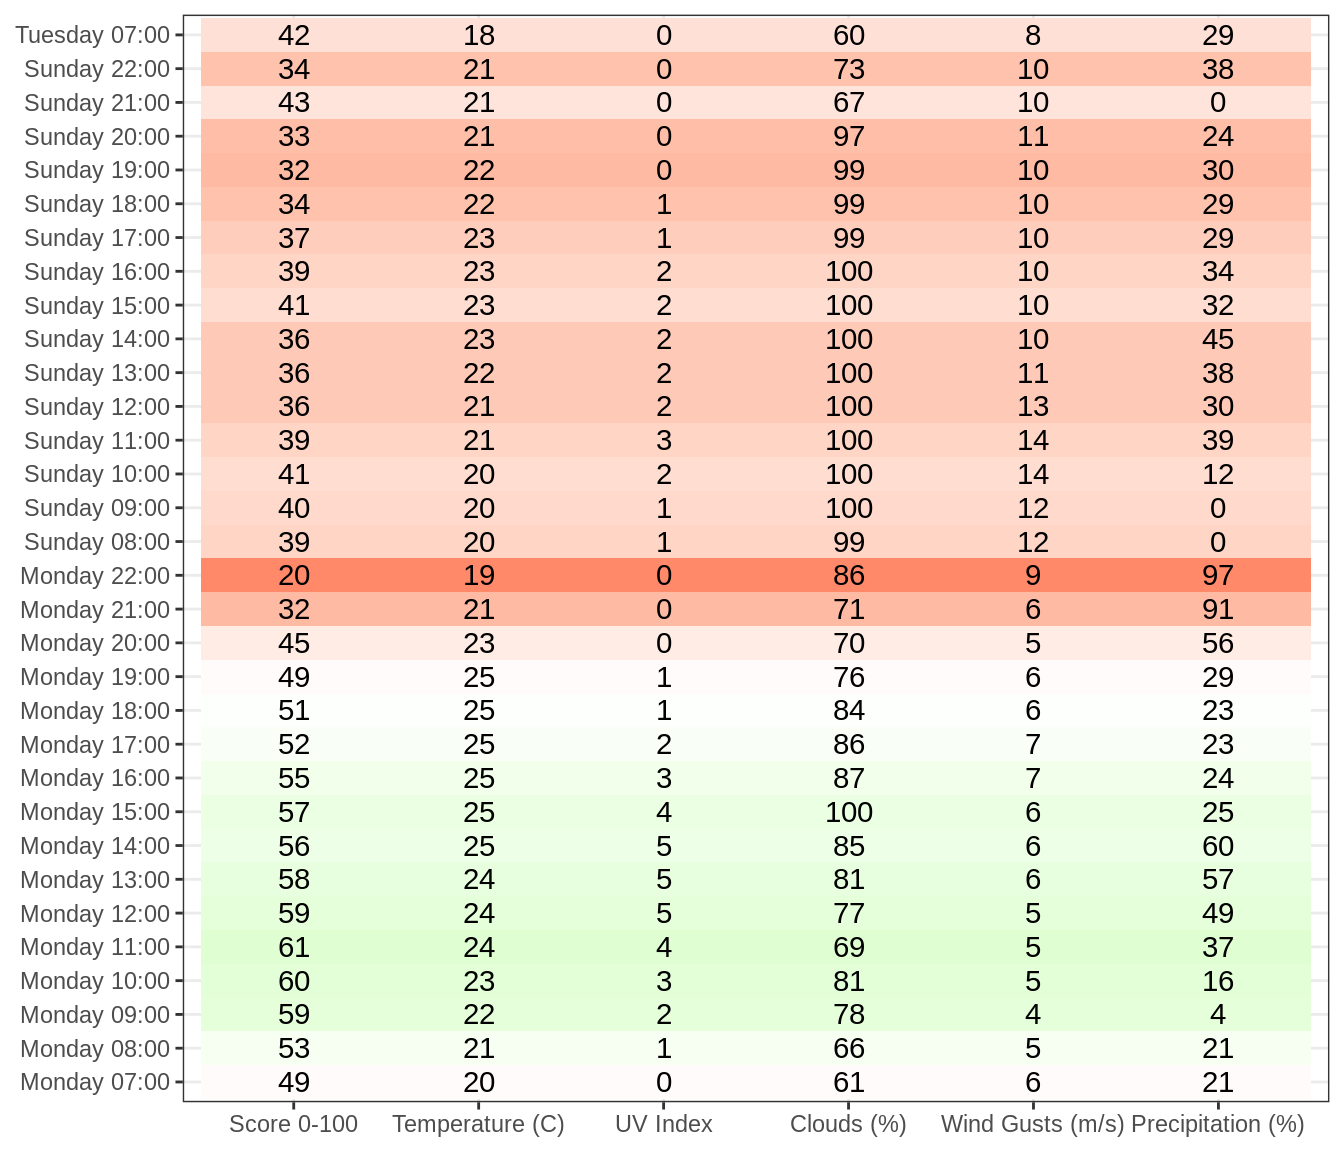 Tuesday 07:00 42 18 0 60 8 29
Sunday 22:00 34 21 0 73 10 38
Sunday 21:00 43 21 0 67 10 0
Sunday 20:00 33 21 0 97 11 24
Sunday 19:00 32 22 0 99 10 30
Sunday 18:00 34 22 1 99 10 29
Sunday 17:00 37 23 1 99 10 29
Sunday 16:00 39 23 2 100 10 34
Sunday 15:00 41 23 2 100 10 32
Sunday 14:00 36 23 2 100 10 45
Sunday 13:00 36 22 2 100 11 38
Sunday 12:00 36 21 2 100 13 30
Sunday 11:00 39 21 3 100 14 39
Sunday 10:00 41 20 2 100 14 12
Sunday 09:00 40 20 1 100 12 0
Sunday 08:00 39 20 1 99 12 0
Monday 22:00 20 19 0 86 9 97
Monday 21:00 32 21 0 71 6 91
Monday 20:00 45 23 0 70 5 56
Monday 19:00 49 25 1 76 6 29
Monday 18:00 51 25 1 84 6 23
Monday 17:00 52 25 2 86 7 23
Monday 16:00 55 25 3 87 7 24
Monday 15:00 57 25 4 100 6 25
Monday 14:00 56 25 5 85 6 60
Monday 13:00 58 24 5 81 6 57
Monday 12:00 59 24 5 77 5 49
Monday 11:00 61 24 4 69 5 37
Monday 10:00 60 23 3 81 5 16
Monday 09:00 59 22 2 78 4 4
Monday 08:00 53 21 1 66 5 21
Monday 07:00 49 20 0 61 6 21
Score 0-100 Temperature (C) UV Index Clouds (%) Wind Gusts (m/s) Precipitation (%)